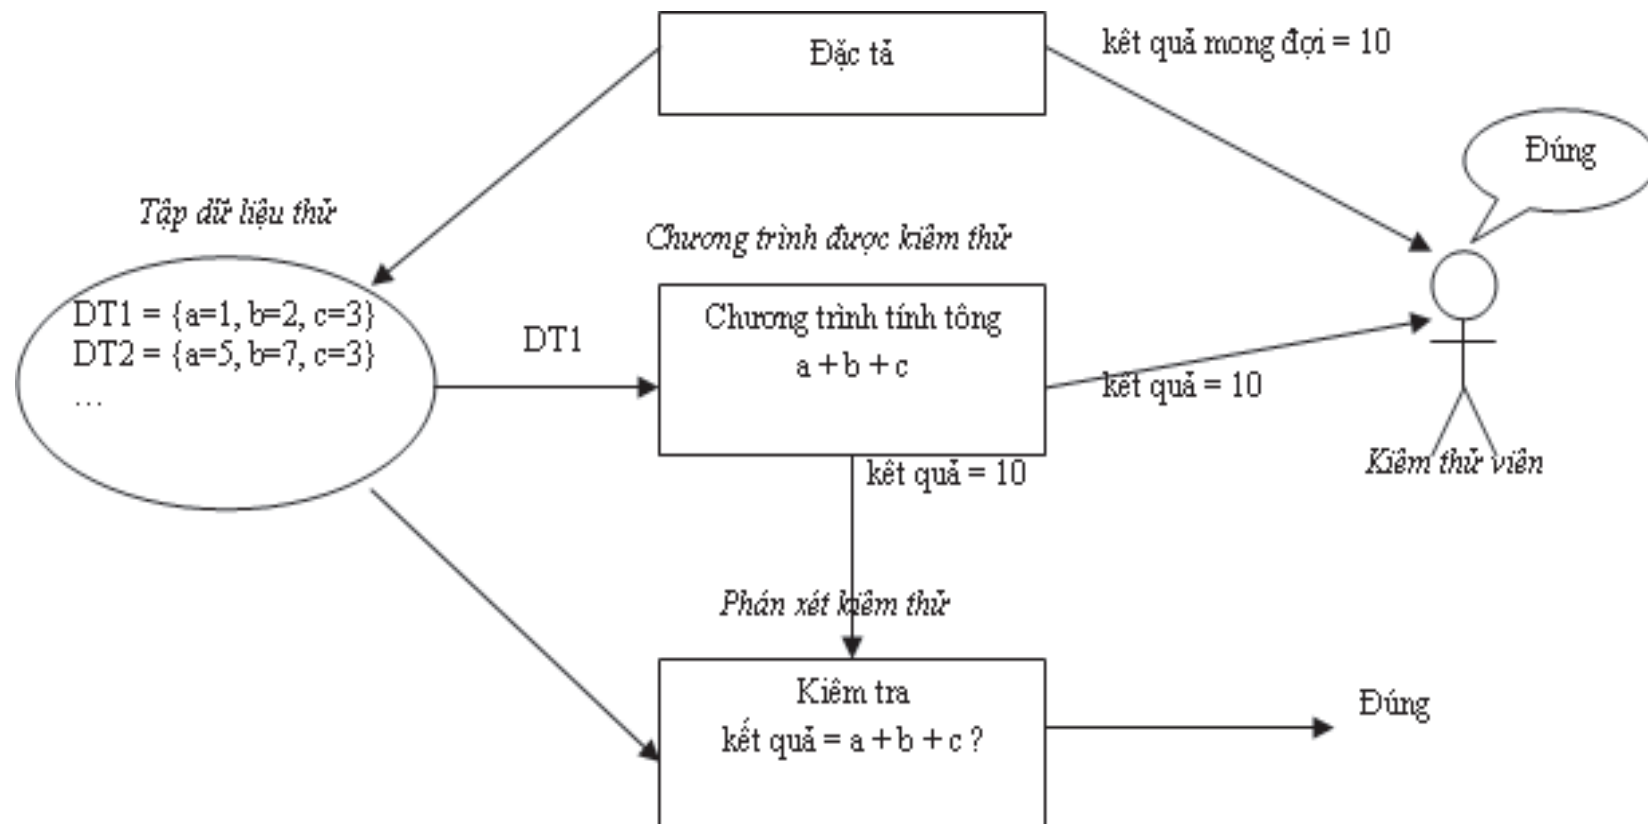 Đặc tả
kết quả mong đợi = 10
Đúng
Tập dữ liệu thử
Chương trình được kiểm thử
DT1 = {a=1, b=2, c=3}
DT2 = {a=5, b=7, c=3}
…
DT1
Chương trình tính tổng
a + b + c
kết quả = 10
Kiểm thử viên
kết quả = 10
Phán xét kiểm thử
Kiểm tra
kết quả = a + b + c ?
Đúng